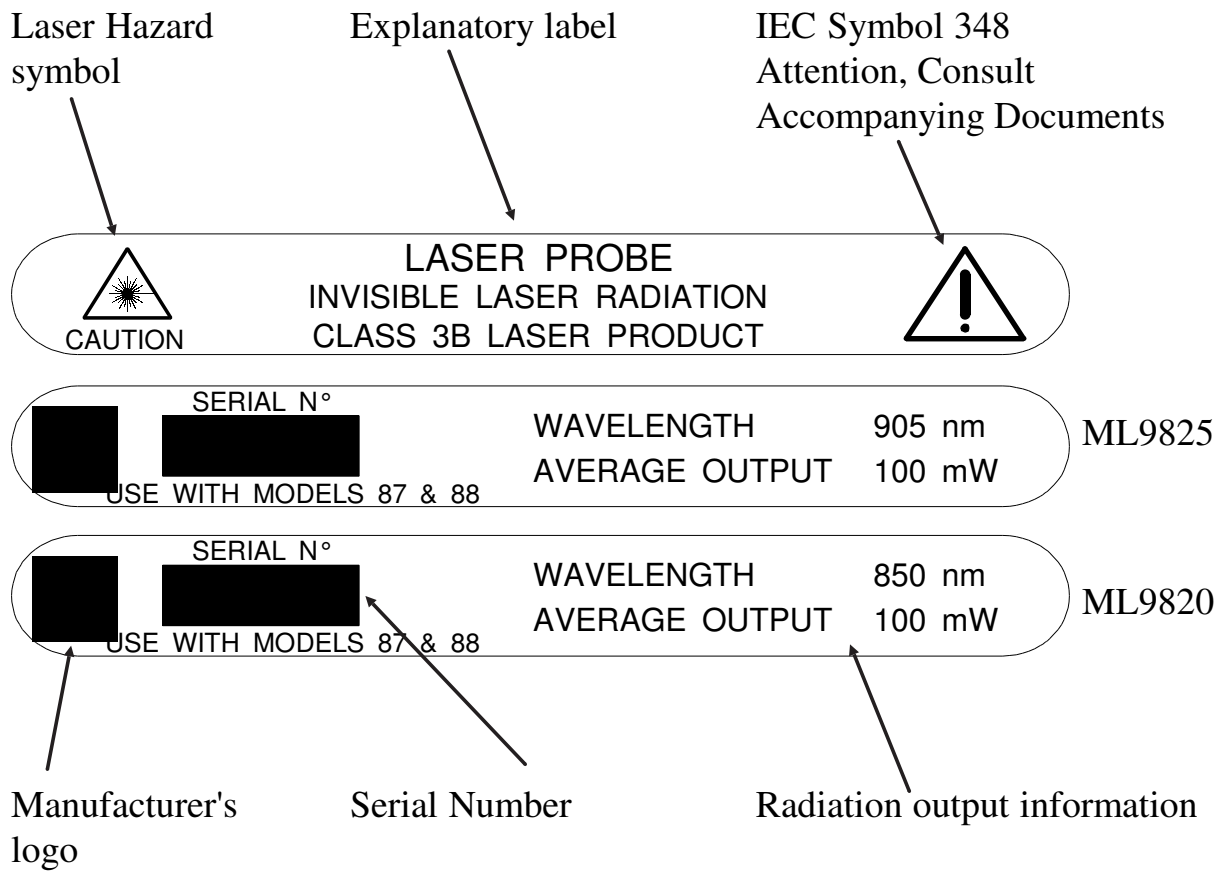 Laser Hazard
symbol
Explanatory label
IEC Symbol 348
Attention, Consult
Accompanying Documents
CAUTION
LASER PROBE
INVISIBLE LASER RADIATION
CLASS 3B LASER PRODUCT
SERIAL N°
USE WITH MODELS 87 & 88
WAVELENGTH 905 nm
AVERAGE OUTPUT 100 mW
ML9825
SERIAL N°
USE WITH MODELS 87 & 88
WAVELENGTH 850 nm
AVERAGE OUTPUT 100 mW
ML9820
Manufacturer's
logo
Serial Number
Radiation output information